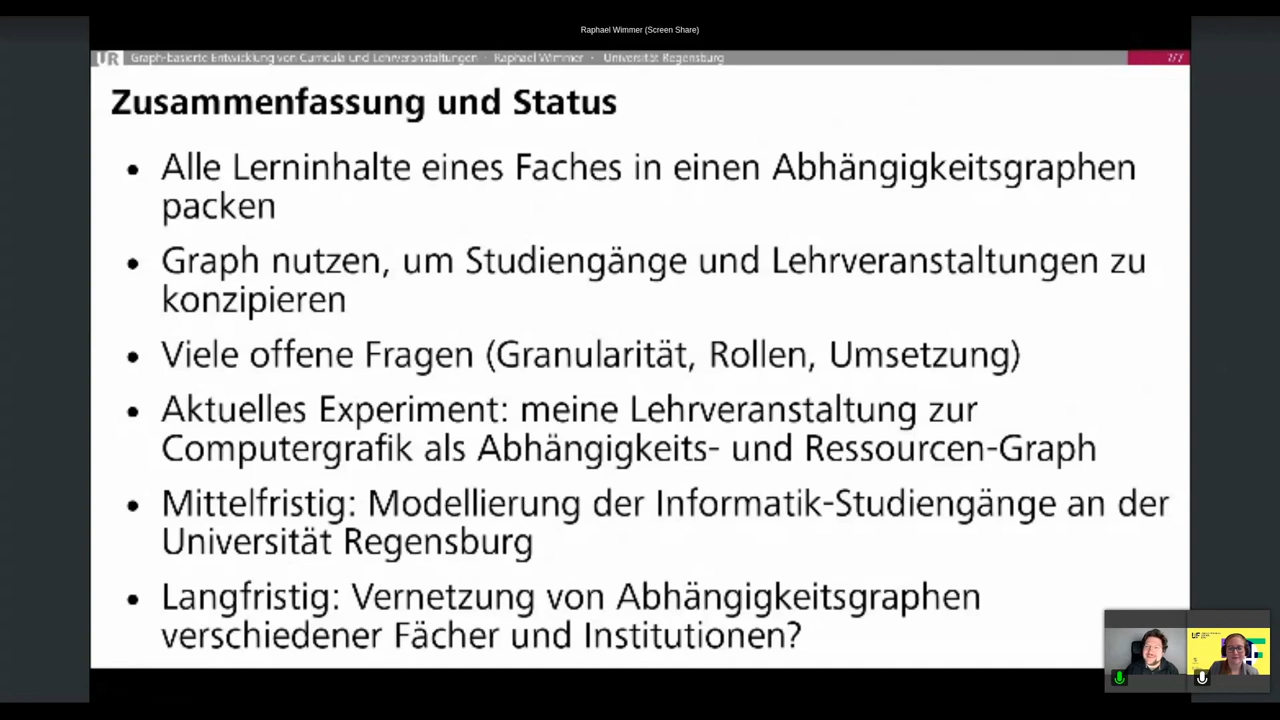 Raphael Wimmer (Screen Share)
UR Graph-basierte Entwicklung von Curricula und Lehrveranstaltungen · Raphael Wimmer · Universität Regensburg 7/7
Zusammenfassung und Status
• Alle Lerninhalte eines Faches in einen Abhängigkeitsgraphen
packen
• Graph nutzen, um Studiengänge und Lehrveranstaltungen zu
konzipieren
• Viele offene Fragen (Granularität, Rollen, Umsetzung)
• Aktuelles Experiment: meine Lehrveranstaltung zur
Computergrafik als Abhängigkeits- und Ressourcen-Graph
• Mittelfristig: Modellierung der Informatik-Studiengänge an der
Universität Regensburg
• Langfristig: Vernetzung von Abhängigkeitsgraphen
verschiedener Fächer und Institutionen?